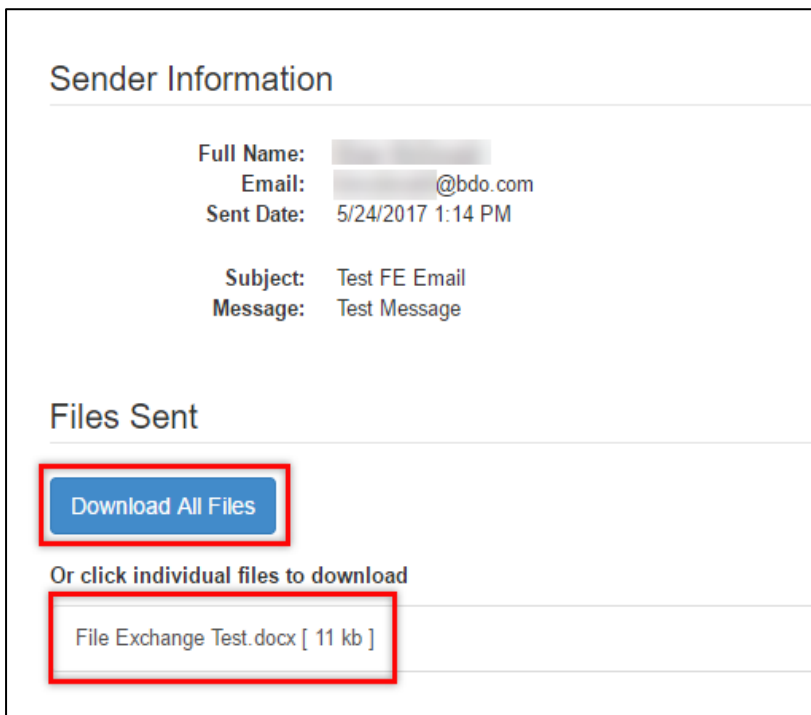 Sender Information
Full Name:
Email: @bdo.com
Sent Date: 5/24/2017 1:14 PM
Subject: Test FE Email
Message: Test Message
Files Sent
Download All Files
Or click individual files to download
File Exchange Test.docx [ 11 kb ]